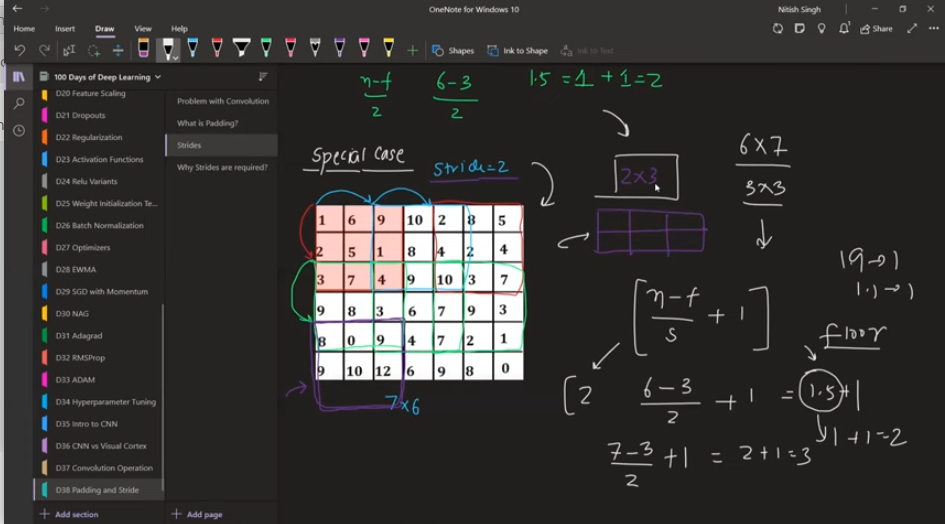 OneNote for Windows 10
Nitish Singh
Home Insert Draw View Help
Share
Shapes Ink to Shape Ink to Text
100 Days of Deep Learning
D20 Feature Scaling
D21 Dropouts
D22 Regularization
D23 Activation Functions
D24 Relu Variants
D25 Weight Initialization Te...
D26 Batch Normalization
D27 Optimizers
D28 EWMA
D29 SGD with Momentum
D30 NAG
D31 Adagrad
D32 RMSProp
D33 ADAM
D34 Hyperparameter Tuning
D35 Intro to CNN
D36 CNN vs Visual Cortex
D37 Convolution Operation
D38 Padding and Stride
Add section
Problem with Convolution
What is Padding?
Strides
Why Strides are required?
Add page
n-f
2
6-3
2
1.5 = 1 + 1 = 2
Special Case
Stride=2
1 6 9 10 2 8 5
2 5 1 8 4 2 4
3 7 4 9 10 3 7
9 8 3 6 7 9 3
8 0 9 4 7 2 1
9 10 12 6 9 8 0
7x6
2x3
6x7
3x3
[n-f
s
+ 1]
1.9→1
1.1→1
floor
[2
6-3
2
+ 1 = 1.5+1
1+1=2
7-3
2
+1 = 2+1=3